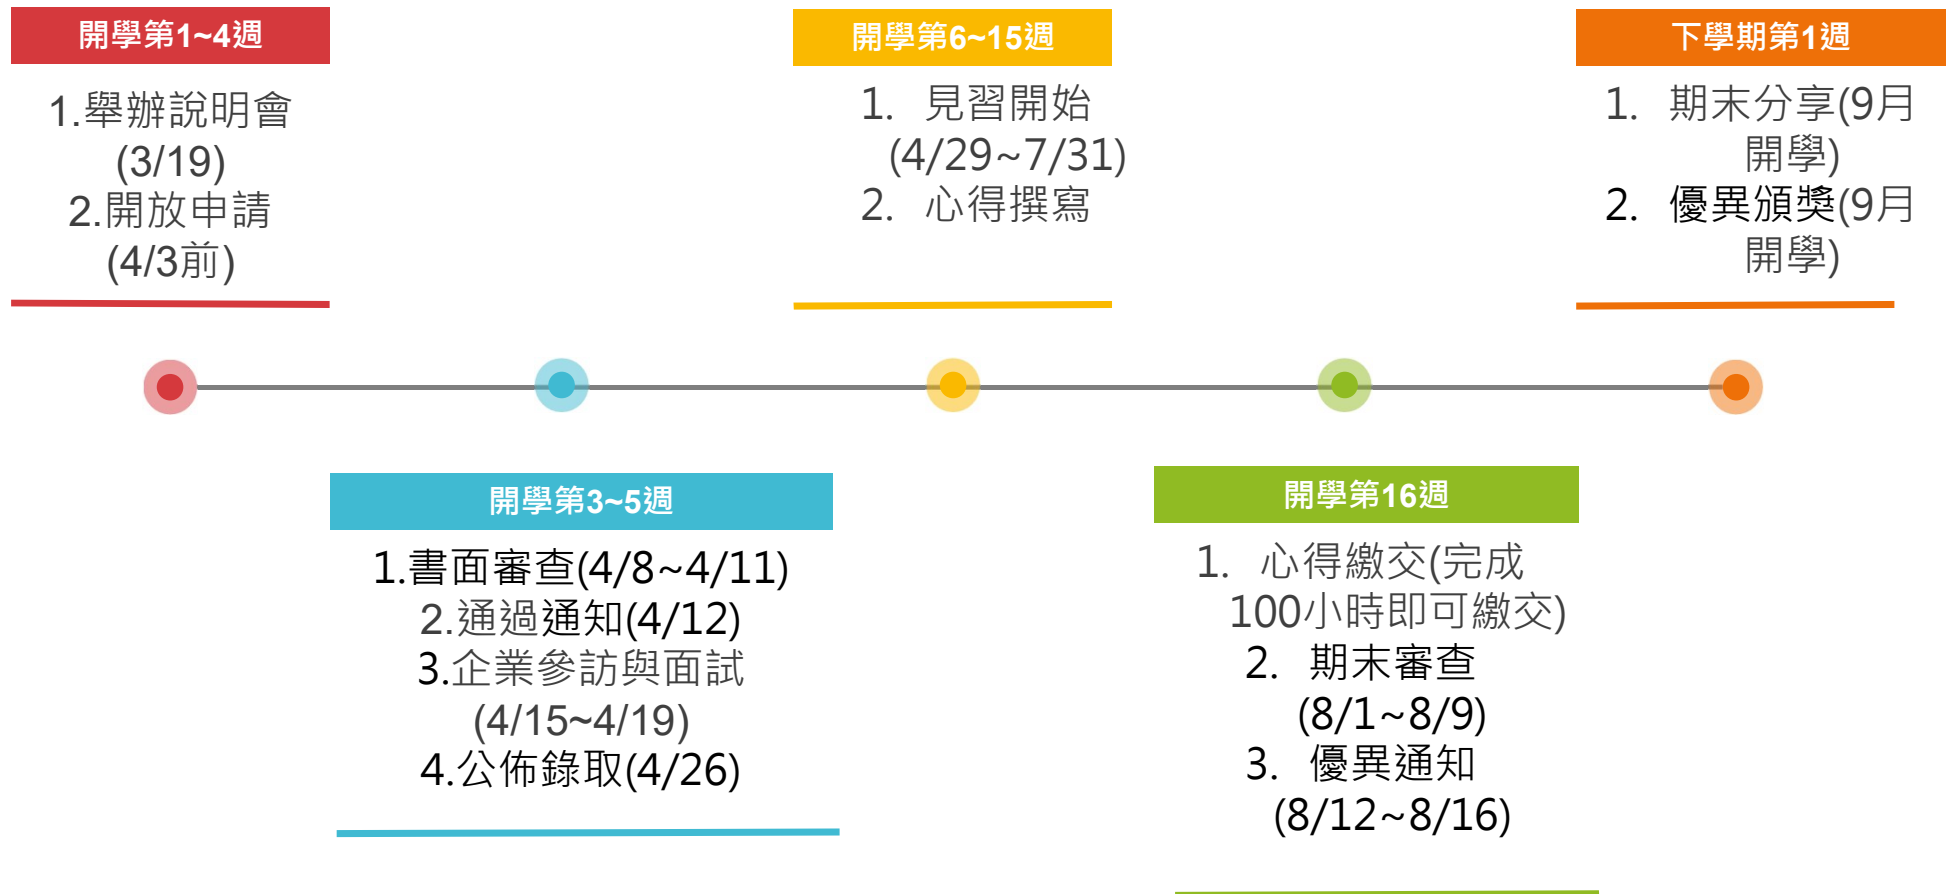 開學第1~4週
1.舉辦說明會
(3/19)
2.開放申請
(4/3前)
開學第3~5週
1.書面審查(4/8~4/11)
2.通過通知(4/12)
3.企業參訪與面試
(4/15~4/19)
4.公佈錄取(4/26)
開學第6~15週
1. 見習開始
(4/29~7/31)
2. 心得撰寫
開學第16週
1. 心得繳交(完成
100小時即可繳交)
2. 期末審查
(8/1~8/9)
3. 優異通知
(8/12~8/16)
下學期第1週
1. 期末分享(9月
開學)
2. 優異頒獎(9月
開學)